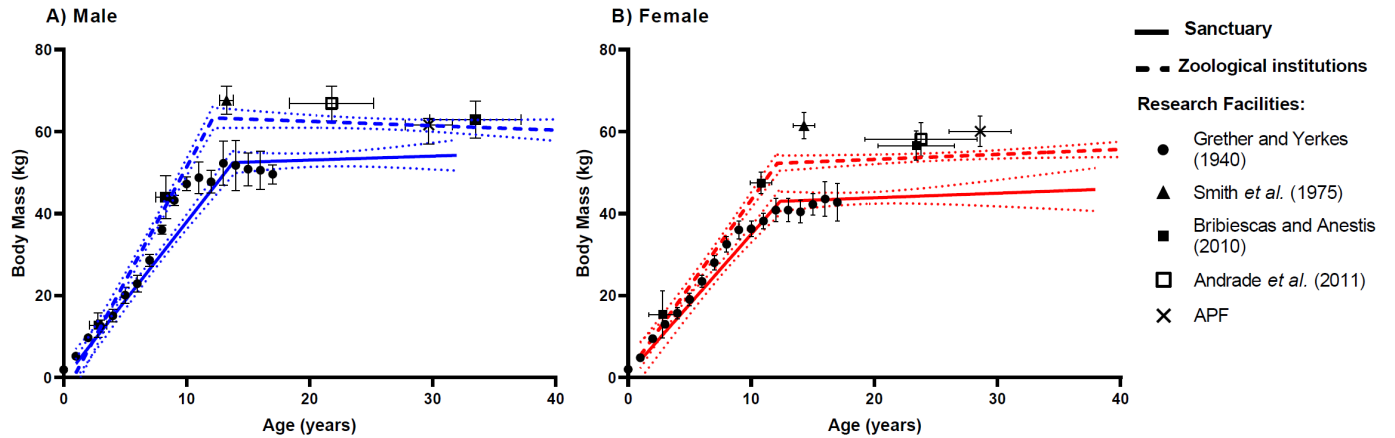 A) Male
80
60
40
20
0
0
10
20
30
40
Body Mass (kg)
Age (years)
B) Female
80
60
40
20
0
0
10
20
30
40
Body Mass (kg)
Age (years)
Sanctuary
Zoological institutions
Research Facilities:
Grether and Yerkes
(1940)
Smith et al. (1975)
Bribiescas and Anestis
(2010)
Andrade et al. (2011)
APF